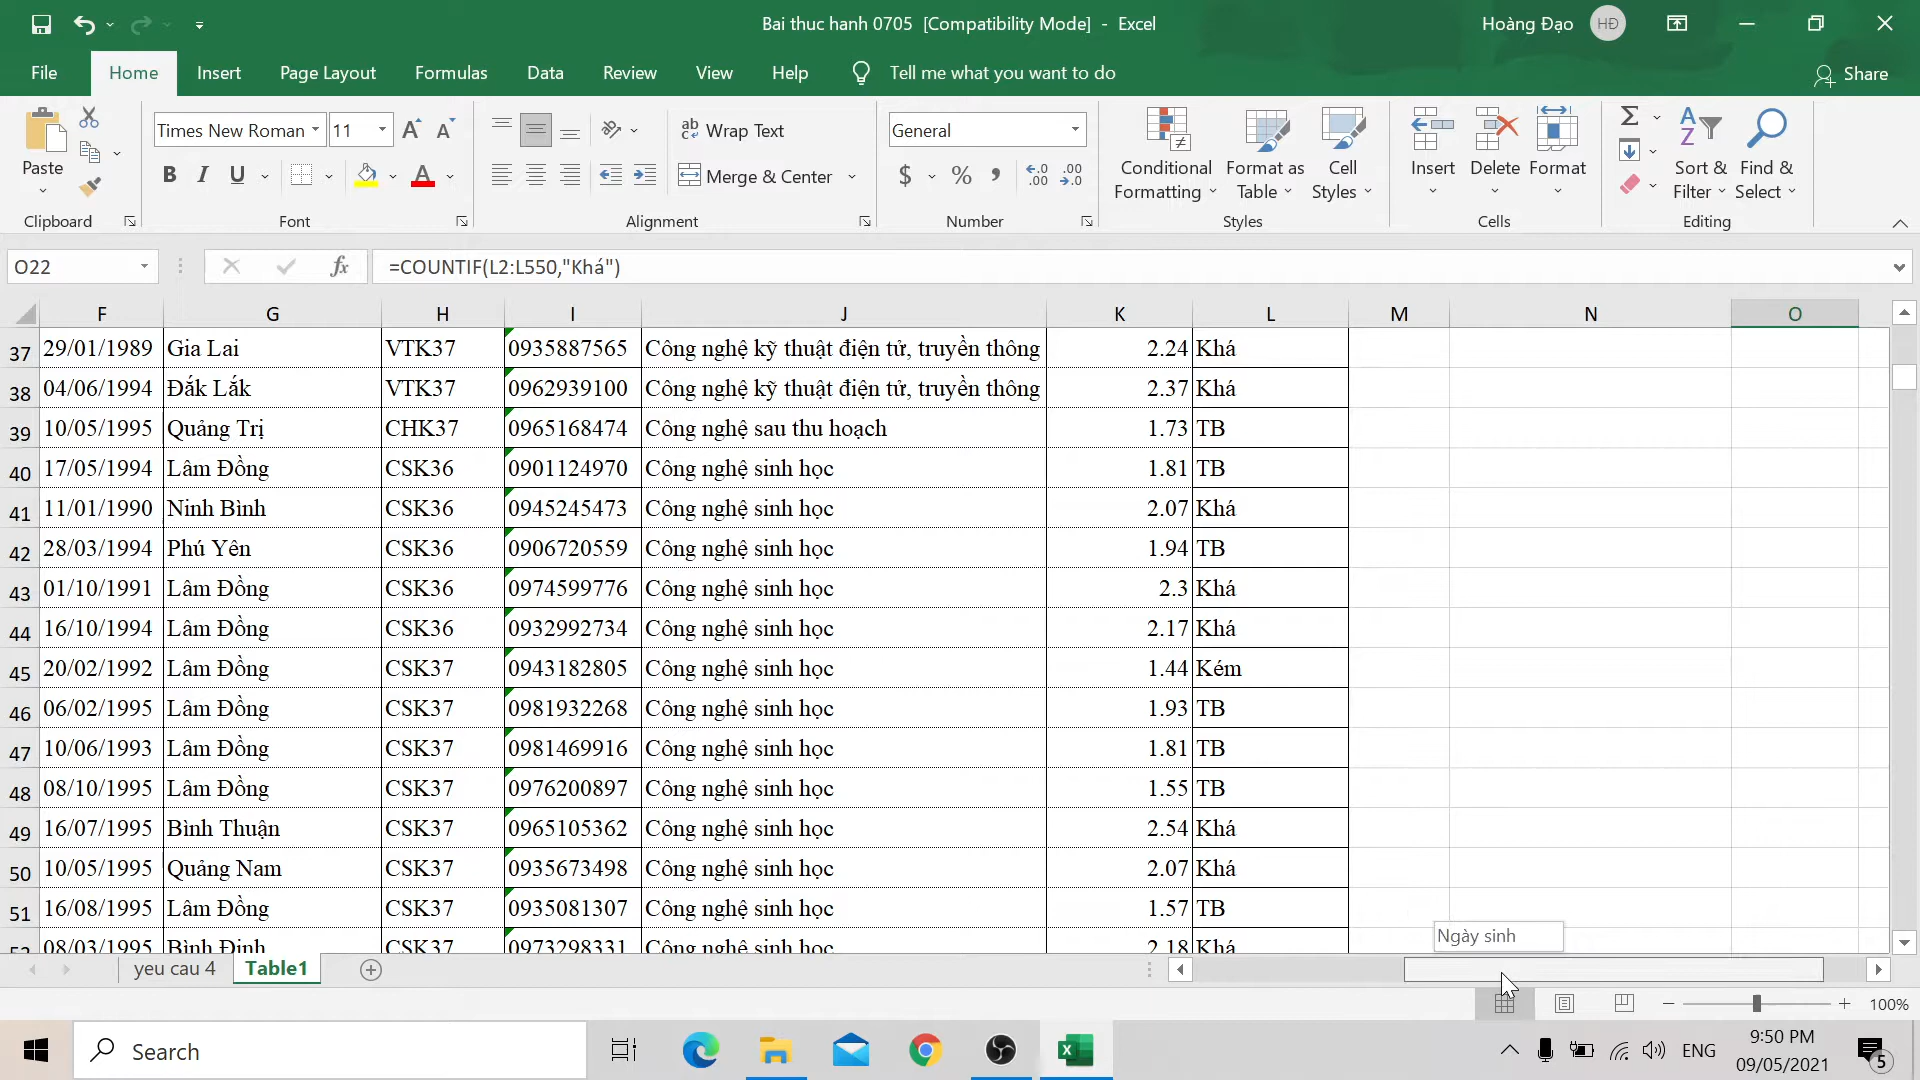 Bai thuc hanh 0705 [Compatibility Mode] - Excel
Hoàng Đạo HĐ
File Home Insert Page Layout Formulas Data Review View Help Tell me what you want to do Share
Paste
Clipboard
Times New Roman 11
B I U A
Font
Wrap Text
Merge & Center
Alignment
General
$ % ,
Number
Conditional Formatting
Format as Table
Cell Styles
Styles
Insert Delete Format
Cells
Sort & Filter
Find & Select
Editing
O22 fx =COUNTIF(L2:L550,"Khá")
F G H I J K L M N O
37 29/01/1989 Gia Lai VTK37 0935887565 Công nghệ kỹ thuật điện tử, truyền thông 2.24 Khá
38 04/06/1994 Đắk Lắk VTK37 0962939100 Công nghệ kỹ thuật điện tử, truyền thông 2.37 Khá
39 10/05/1995 Quảng Trị CHK37 0965168474 Công nghệ sau thu hoạch 1.73 TB
40 17/05/1994 Lâm Đồng CSK36 0901124970 Công nghệ sinh học 1.81 TB
41 11/01/1990 Ninh Bình CSK36 0945245473 Công nghệ sinh học 2.07 Khá
42 28/03/1994 Phú Yên CSK36 0906720559 Công nghệ sinh học 1.94 TB
43 01/10/1991 Lâm Đồng CSK36 0974599776 Công nghệ sinh học 2.3 Khá
44 16/10/1994 Lâm Đồng CSK36 0932992734 Công nghệ sinh học 2.17 Khá
45 20/02/1992 Lâm Đồng CSK37 0943182805 Công nghệ sinh học 1.44 Kém
46 06/02/1995 Lâm Đồng CSK37 0981932268 Công nghệ sinh học 1.93 TB
47 10/06/1993 Lâm Đồng CSK37 0981469916 Công nghệ sinh học 1.81 TB
48 08/10/1995 Lâm Đồng CSK37 0976200897 Công nghệ sinh học 1.55 TB
49 16/07/1995 Bình Thuận CSK37 0965105362 Công nghệ sinh học 2.54 Khá
50 10/05/1995 Quảng Nam CSK37 0935673498 Công nghệ sinh học 2.07 Khá
51 16/08/1995 Lâm Đồng CSK37 0935081307 Công nghệ sinh học 1.57 TB
52 08/03/1995 Bình Định CSK37 0973298331 Công nghệ sinh học 2.18 Khá
Ngày sinh
yeu cau 4 Table1
100%
Search
ENG
9:50 PM
09/05/2021
5